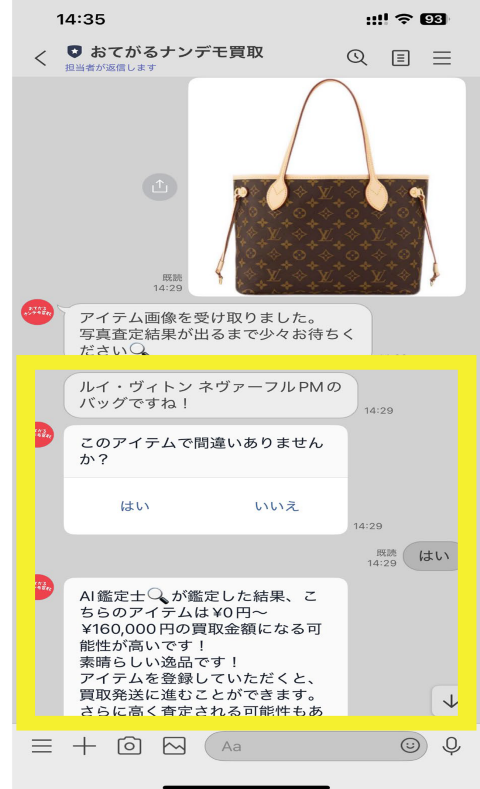 14:35
93
おてがるナンデモ買取
担当者が返信します
既読
14:29
アイテム画像を受け取りました。
写真査定結果が出るまで少々お待ちく
ださい
ルイ・ヴィトン ネヴァーフルPMの
バッグですね！
14:29
このアイテムで間違いありません
か？
はい いいえ
14:29
既読
14:29
はい
AI鑑定士🔍が鑑定した結果、こ
ちらのアイテムは¥0円〜
¥160,000円の買取金額になる可
能性が高いです！
素晴らしい逸品です！
アイテムを登録していただくと、
買取発送に進むことができます。
さらに高く査定される可能性もあ
Aa